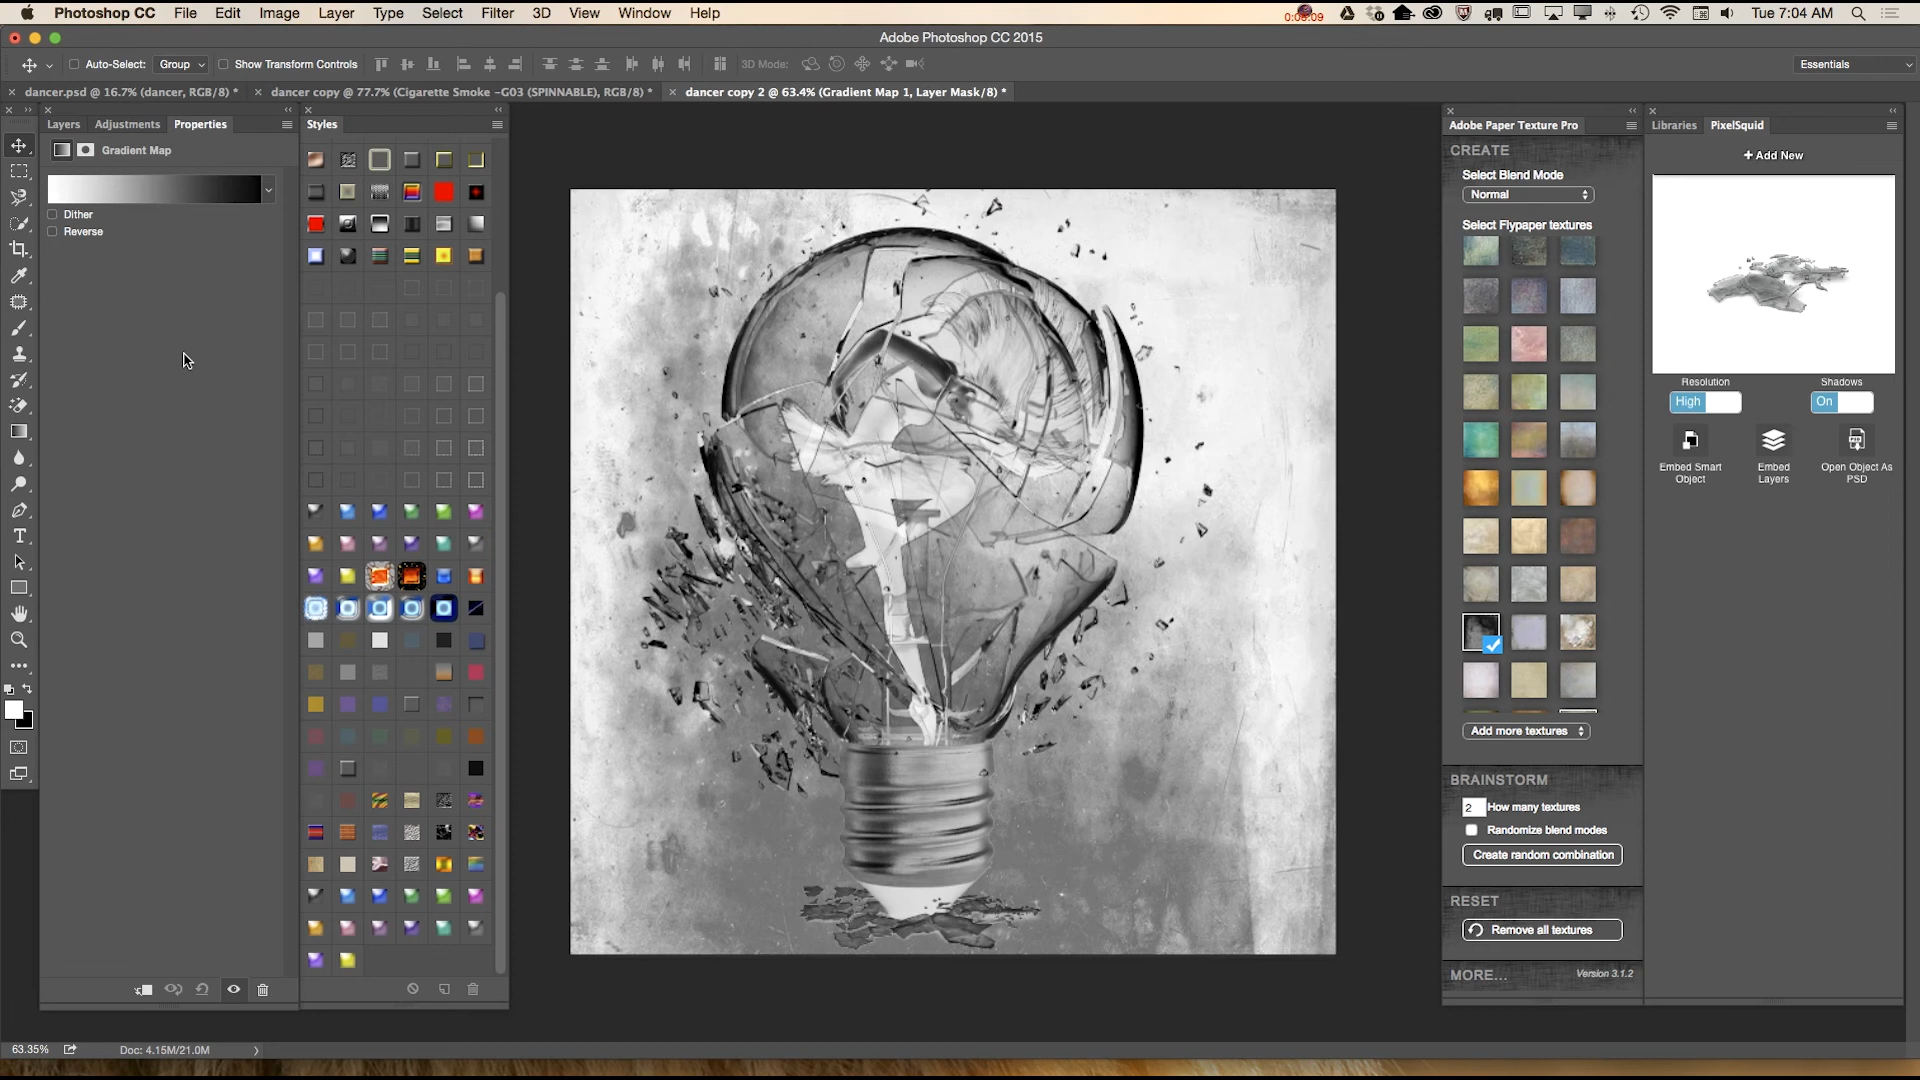 Photoshop CC File Edit Image Layer Type Select Filter 3D View Window Help Tue 7:04 AM
Adobe Photoshop CC 2015
Auto-Select: Group Show Transform Controls 3D Mode: Essentials
dancer.psd @ 16.7% (dancer, RGB/8) * dancer copy @ 77.7% (Cigarette Smoke -G03 (SPINNABLE), RGB/8) * dancer copy 2 @ 63.4% (Gradient Map 1, Layer Mask/8) *
Layers Adjustments Properties
Gradient Map
Dither
Reverse
Styles
Adobe Paper Texture Pro
CREATE
Select Blend Mode
Normal
Select Flypaper textures
Add more textures
BRAINSTORM
2 How many textures
Randomize blend modes
Create random combination
RESET
Remove all textures
MORE... Version 3.1.2
Libraries PixelSquid
+ Add New
Resolution Shadows
High On
Embed Smart Object
Embed Layers
Open Object As PSD
63.35% Doc: 4.15M/21.0M